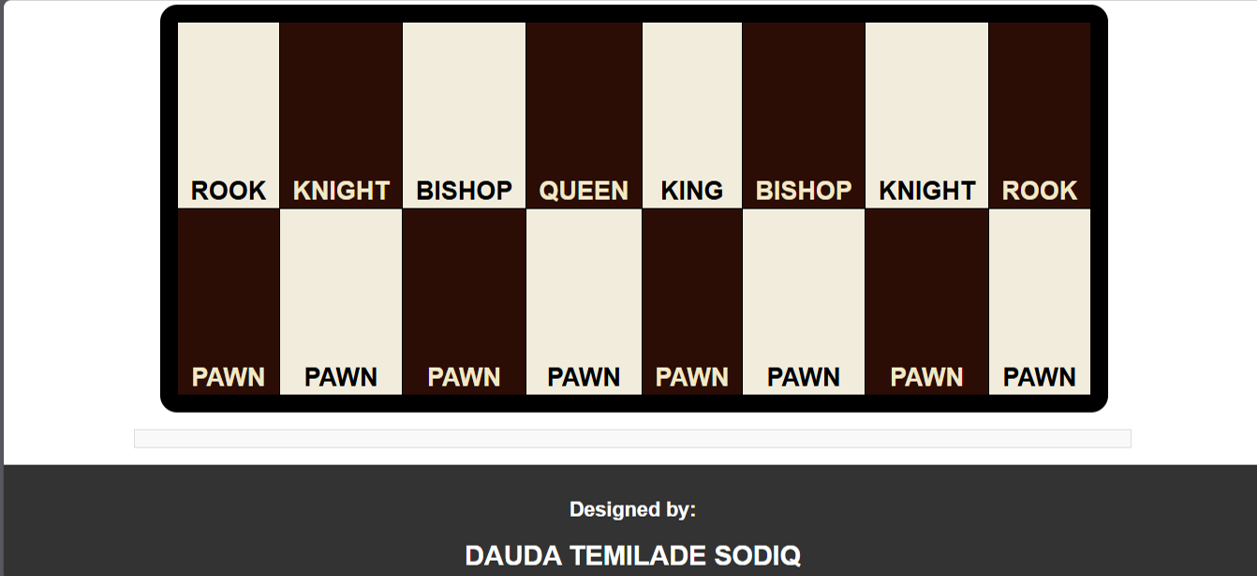 ROOK KNIGHT BISHOP QUEEN KING BISHOP KNIGHT ROOK
PAWN PAWN PAWN PAWN PAWN PAWN PAWN PAWN
Designed by:
DAUDA TEMILADE SODIQ